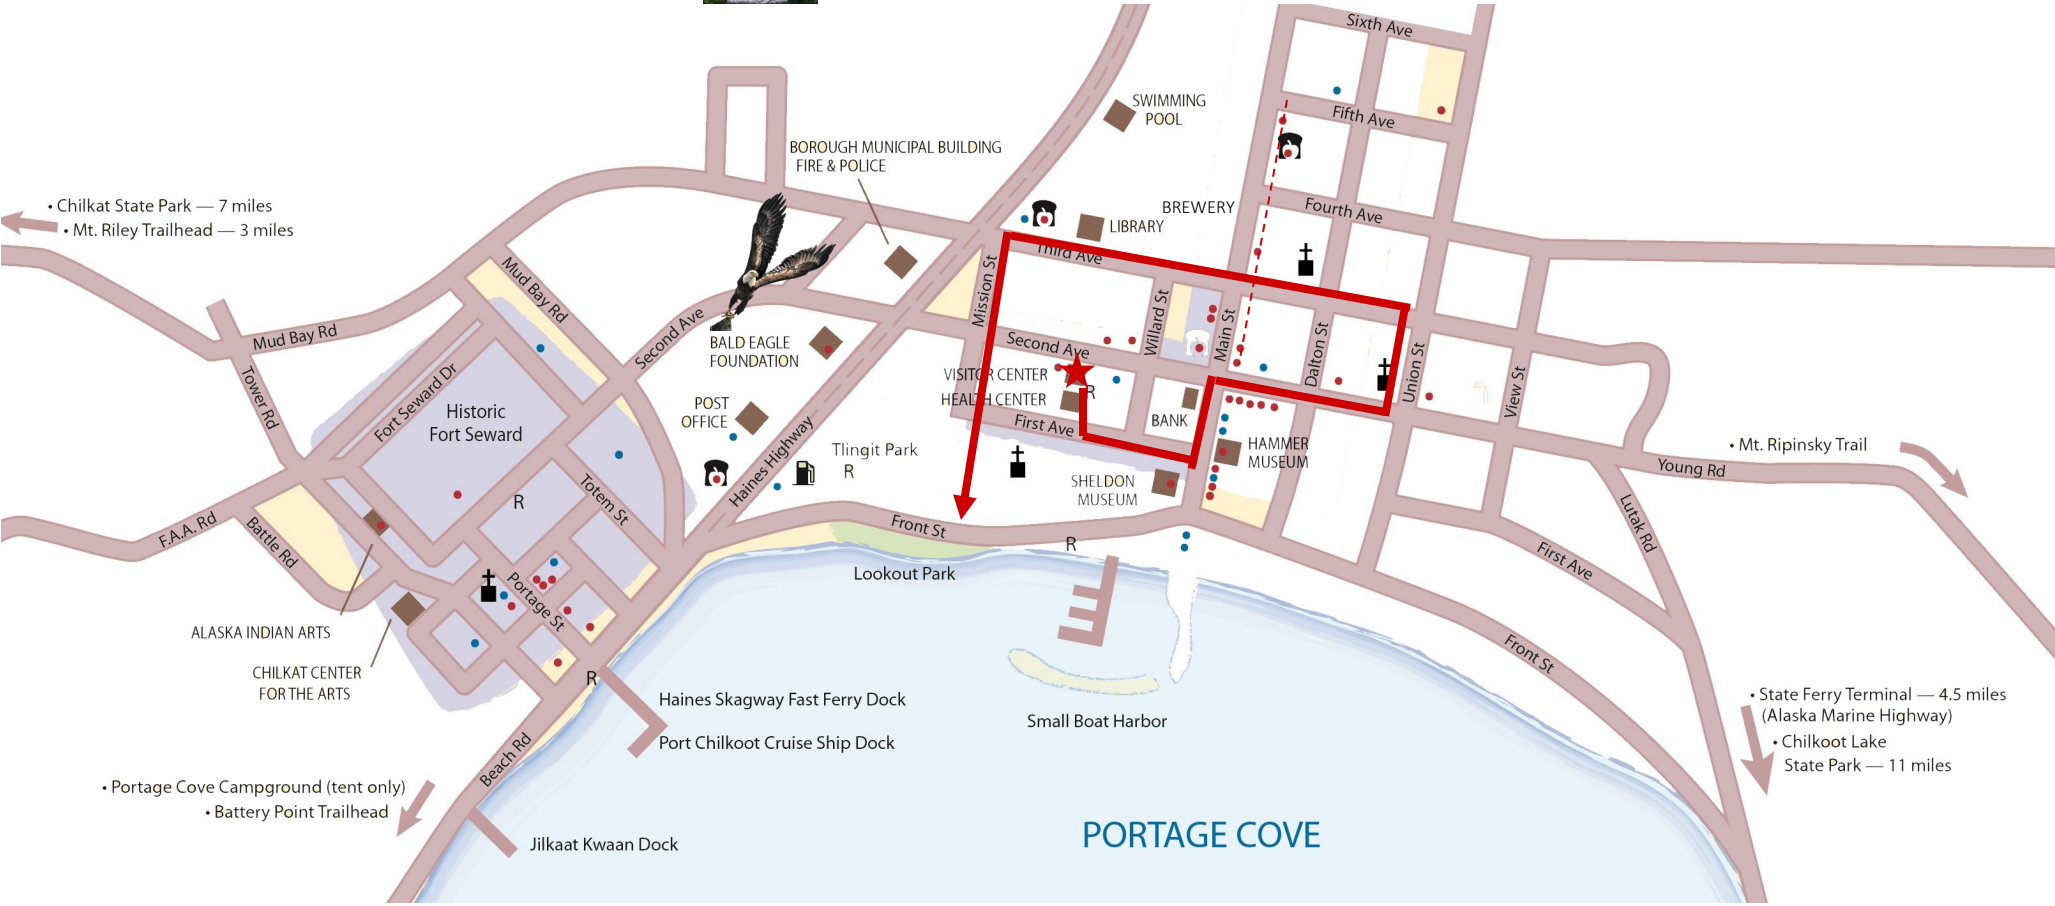 Sixth Ave
Fifth Ave
SWIMMING
POOL
BOROUGH MUNICIPAL BUILDING
FIRE & POLICE
• Chilkat State Park — 7 miles
• Mt. Riley Trailhead — 3 miles
BREWERY
Fourth Ave
LIBRARY
Third Ave
Mud Bay Rd
Mission St
Willard St
Main St
Dalton St
Union St
View St
Mud Bay Rd
Second Ave
BALD EAGLE
FOUNDATION
Second Ave
VISITOR CENTER
R
HEALTH CENTER
Tower Rd
Fort Seward Dr
Historic
Fort Seward
POST
OFFICE
First Ave
BANK
HAMMER
MUSEUM
• Mt. Ripinsky Trail
Young Rd
Haines Highway
Tlingit Park
R
SHELDON
MUSEUM
Lutak Rd
R
Totem St
F.A.A. Rd
Battle Rd
Front St
R
First Ave
Lookout Park
Portage St
ALASKA INDIAN ARTS
CHILKAT CENTER
FOR THE ARTS
R
Front St
Haines Skagway Fast Ferry Dock
Port Chilkoot Cruise Ship Dock
Small Boat Harbor
• State Ferry Terminal — 4.5 miles
(Alaska Marine Highway)
• Chilkoot Lake
State Park — 11 miles
Beach Rd
• Portage Cove Campground (tent only)
• Battery Point Trailhead
Jilkaat Kwaan Dock
PORTAGE COVE